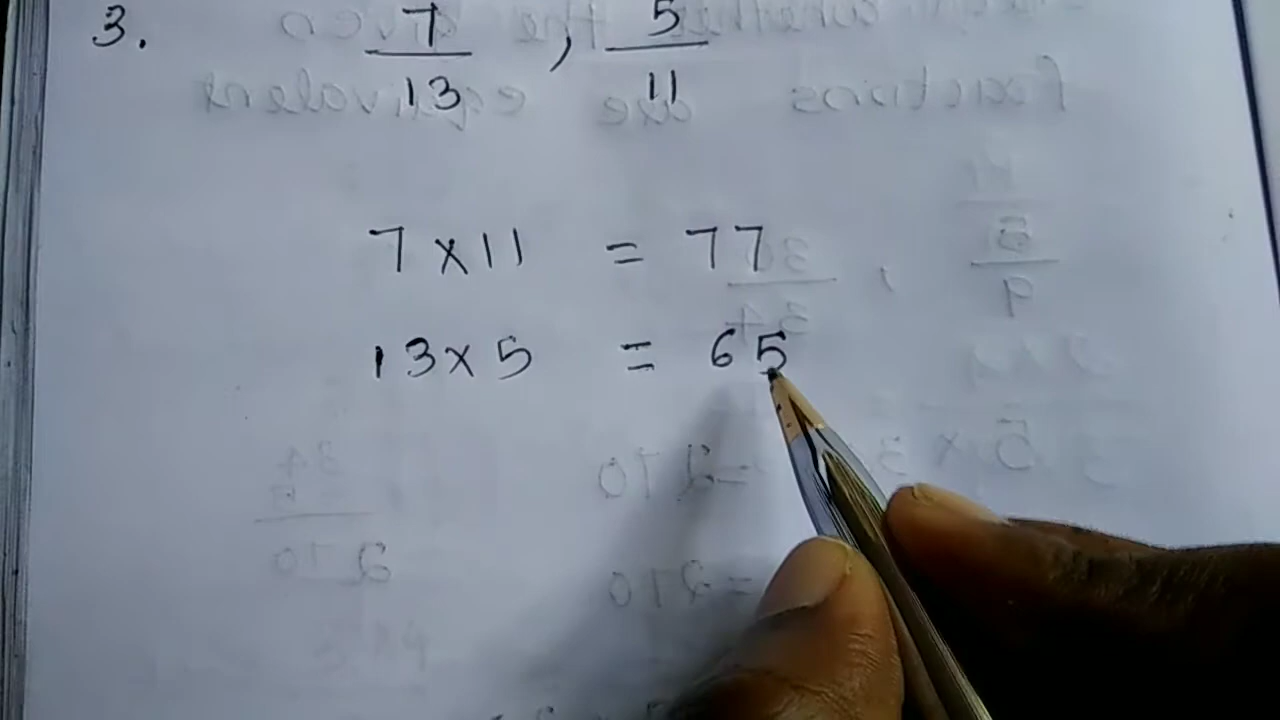 3. 7/13 , 5/11
7 × 11 = 77
13 × 5 = 65